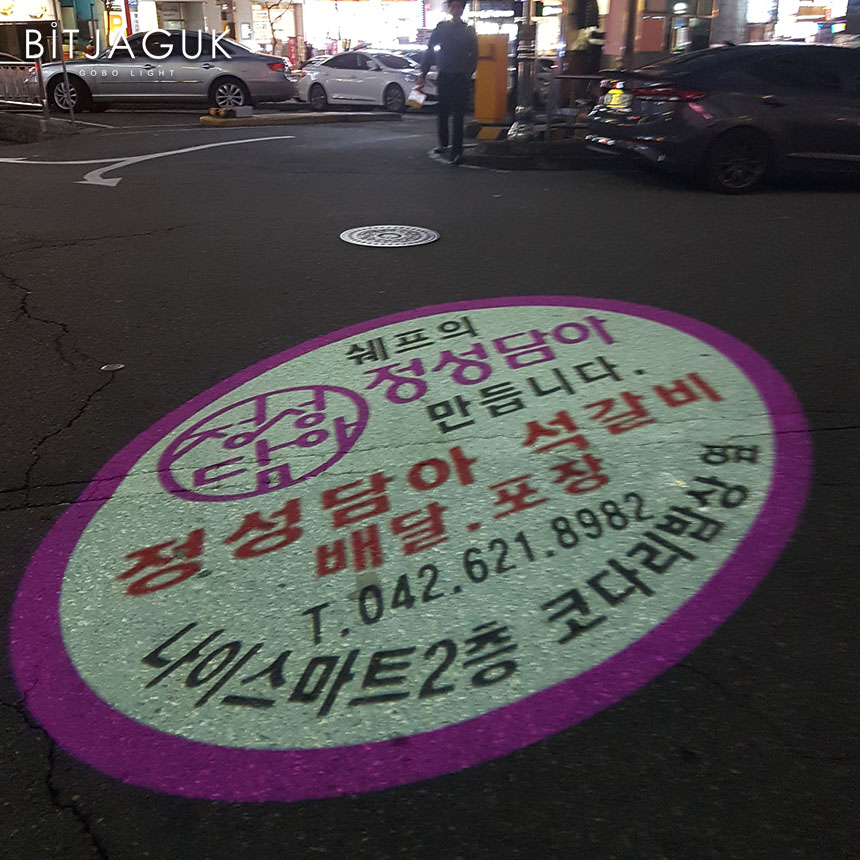 BiTJAGUK
GOBO LIGHT
쉐프의
정성담아
만듭니다.
정성
담아
정성담아 석갈비
배달.포장
T.042.621.8982
나이스마트2층 코다리밥상 옆